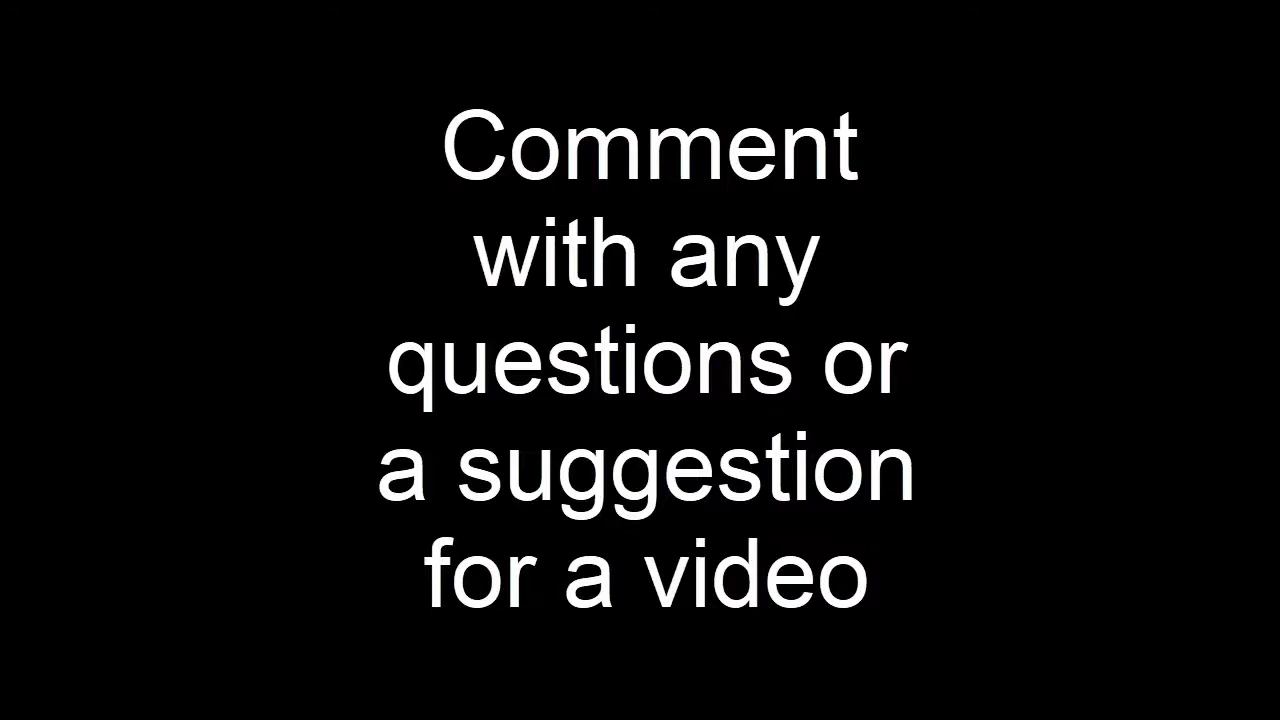 Comment
with any
questions or
a suggestion
for a video